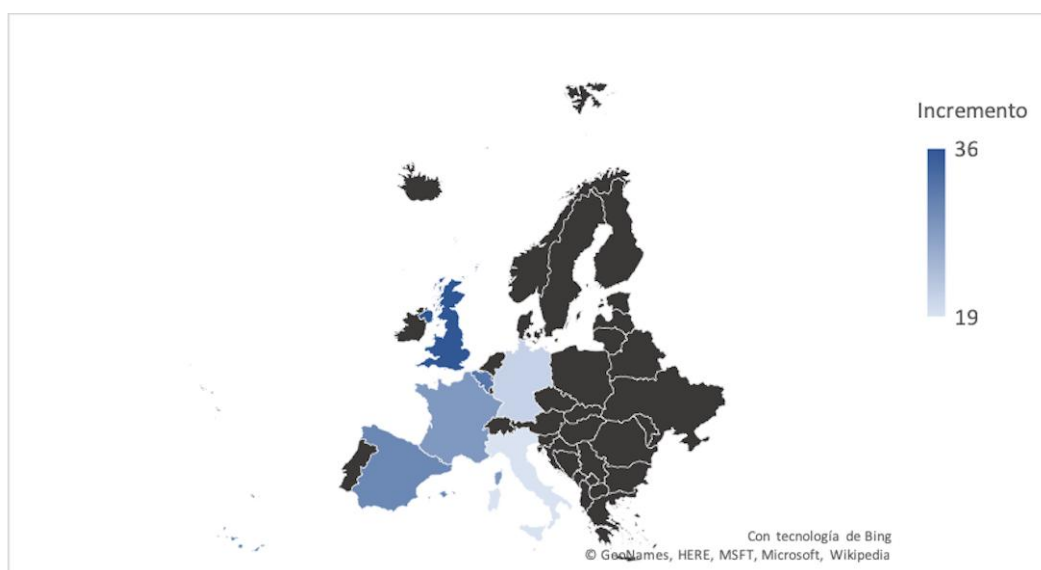 Incremento
36
19
Con tecnología de Bing
© GeoNames, HERE, MSFT, Microsoft, Wikipedia